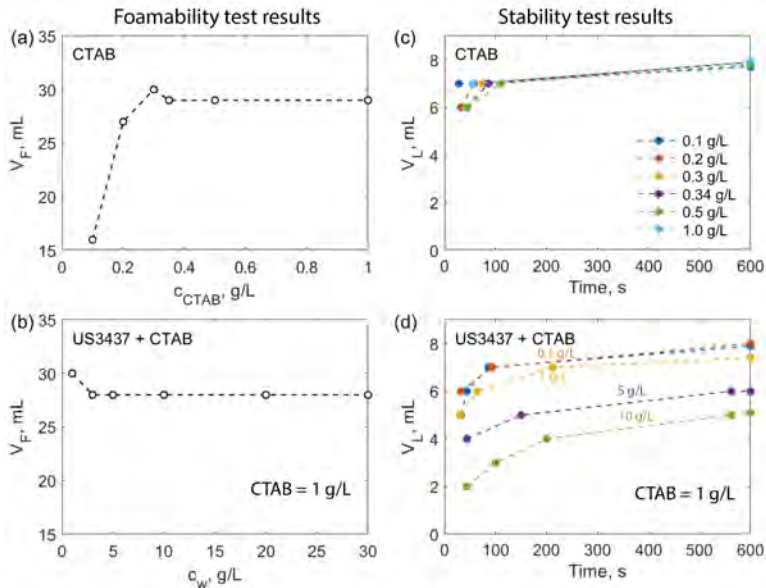 Foamability test results
Stability test results
(a)
35
CTAB
30
25
20
15
V_F, mL
0
0.2
0.4
0.6
0.8
1
c_CTAB, g/L
(c)
CTAB
8
6
4
2
0
V_L, mL
0.1 g/L
0.2 g/L
0.3 g/L
0.34 g/L
0.5 g/L
1.0 g/L
0
100
200
300
400
500
600
Time, s
(b)
35
US3437 + CTAB
30
25
20
15
V_F, mL
CTAB = 1 g/L
0
5
10
15
20
25
30
c_w, g/L
(d)
US3437 + CTAB
8
6
4
2
0
V_L, mL
0.1 g/L
5 g/L
10 g/L
CTAB = 1 g/L
0
100
200
300
400
500
600
Time, s